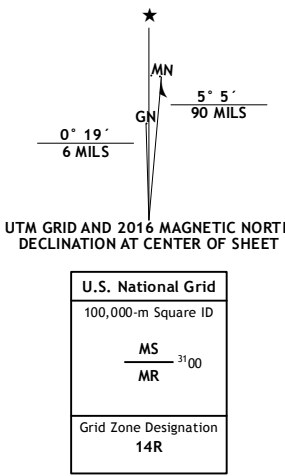 ★
MN
GN
5° 5´
90 MILS
0° 19´
6 MILS
UTM GRID AND 2016 MAGNETIC NORTH
DECLINATION AT CENTER OF SHEET
U.S. National Grid
100,000-m Square ID
MS
3100
MR
Grid Zone Designation
14R